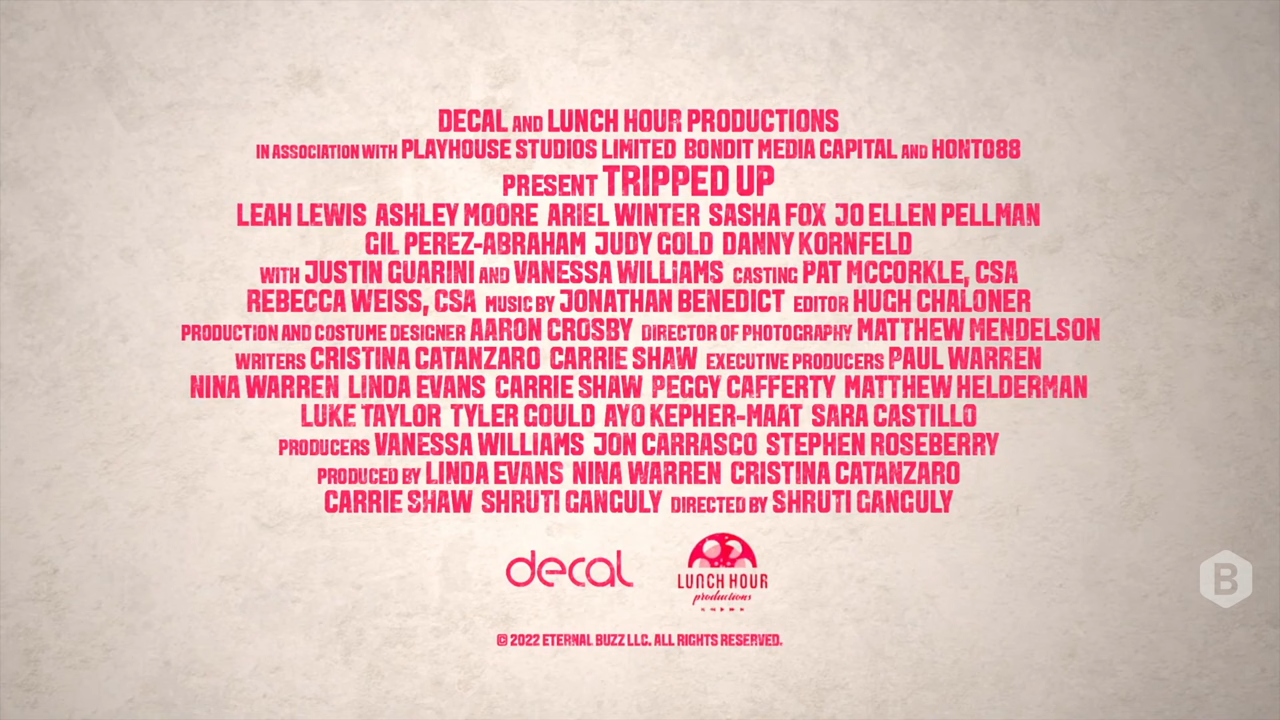 DECAL AND LUNCH HOUR PRODUCTIONS
IN ASSOCIATION WITH PLAYHOUSE STUDIOS LIMITED BONDIT MEDIA CAPITAL AND HONTO88
PRESENT TRIPPED UP
LEAH LEWIS ASHLEY MOORE ARIEL WINTER SASHA FOX JO ELLEN PELLMAN
GIL PEREZ-ABRAHAM JUDY GOLD DANNY KORNFELD
WITH JUSTIN GUARINI AND VANESSA WILLIAMS CASTING PAT MCCORKLE, CSA
REBECCA WEISS, CSA MUSIC BY JONATHAN BENEDICT EDITOR HUGH CHALONER
PRODUCTION AND COSTUME DESIGNER AARON CROSBY DIRECTOR OF PHOTOGRAPHY MATTHEW MENDELSON
WRITERS CRISTINA CATANZARO CARRIE SHAW EXECUTIVE PRODUCERS PAUL WARREN
NINA WARREN LINDA EVANS CARRIE SHAW PEGGY CAFFERTY MATTHEW HELDERMAN
LUKE TAYLOR TYLER GOULD AYO KEPHER-MAAT SARA CASTILLO
PRODUCERS VANESSA WILLIAMS JON CARRASCO STEPHEN ROSEBERRY
PRODUCED BY LINDA EVANS NINA WARREN CRISTINA CATANZARO
CARRIE SHAW SHRUTI GANGULY DIRECTED BY SHRUTI GANGULY
decal
LUNCH HOUR
productions
B
© 2022 ETERNAL BUZZ LLC. ALL RIGHTS RESERVED.